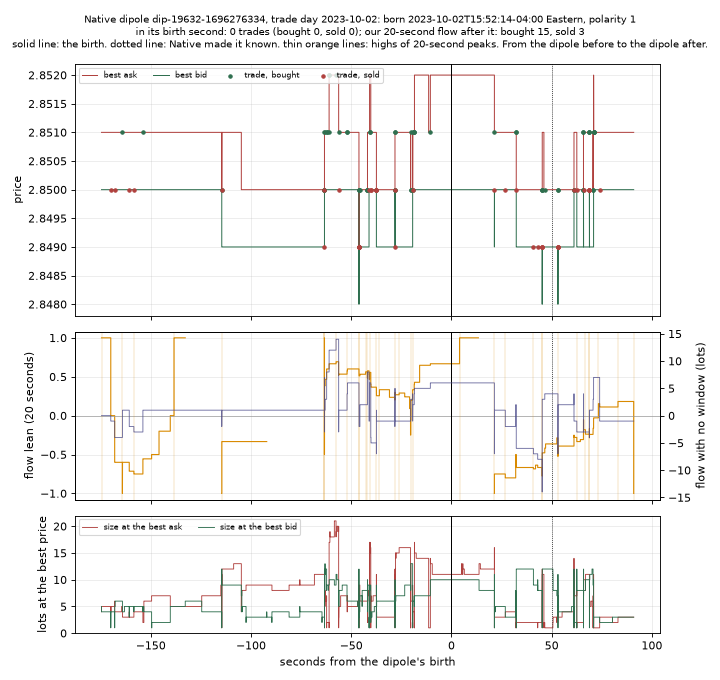 Native dipole dip-19632-1696276334, trade day 2023-10-02: born 2023-10-02T15:52:14-04:00 Eastern, polarity 1
in its birth second: 0 trades (bought 0, sold 0); our 20-second flow after it: bought 15, sold 3
solid line: the birth. dotted line: Native made it known. thin orange lines: highs of 20-second peaks. From the dipole before to the dipole after.
best ask
best bid
trade, bought
trade, sold
2.8520
2.8515
2.8510
2.8505
2.8500
2.8495
2.8490
2.8485
2.8480
price
1.0
0.5
0.0
−0.5
−1.0
flow lean (20 seconds)
15
10
5
0
−5
−10
−15
flow with no window (lots)
size at the best ask
size at the best bid
20
15
10
5
0
lots at the best price
−150
−100
−50
0
50
100
seconds from the dipole's birth